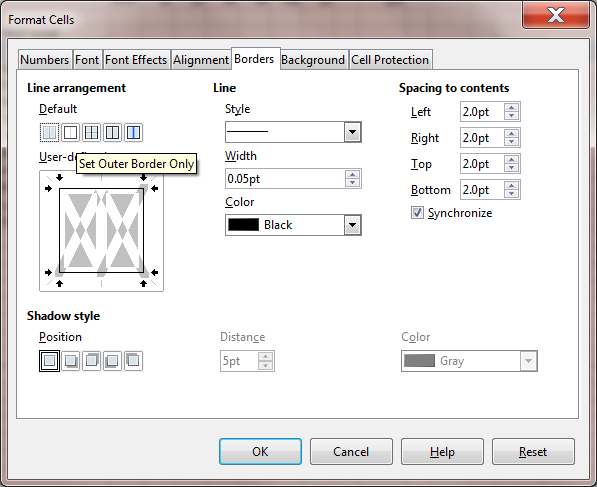 Format Cells
Numbers Font Font Effects Alignment Borders Background Cell Protection
Line arrangement Line Spacing to contents
Default Style Left 2.0pt
Right 2.0pt
Set Outer Border Only Width Top 2.0pt
0.05pt Bottom 2.0pt
Color Synchronize
Black
Shadow style
Position Distance Color
5pt Gray
OK Cancel Help Reset